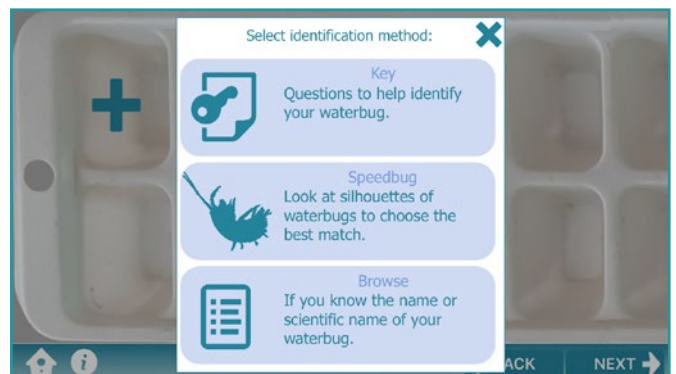 Select identification method:
Key
Questions to help identify
your waterbug.
Speedbug
Look at silhouettes of
waterbugs to choose the
best match.
Browse
If you know the name or
scientific name of your
waterbug.
ACK
NEXT